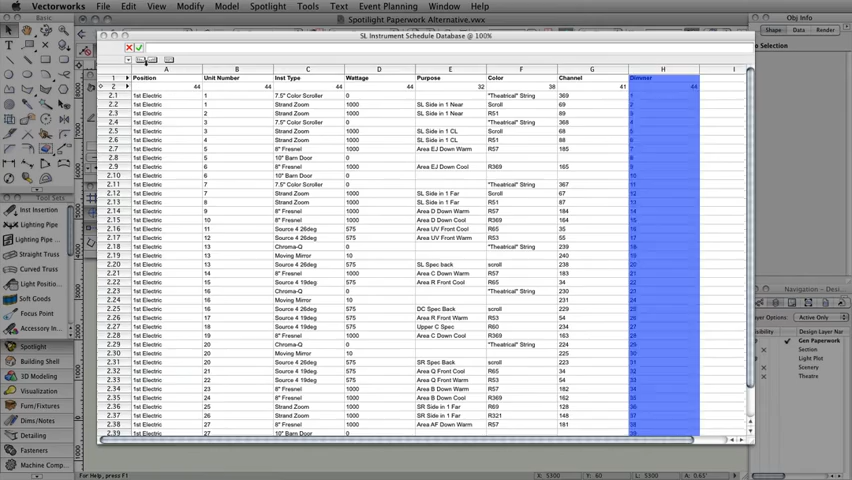 Vectorworks File Edit View Modify Model Spotlight Tools Text Window Help
Spotlight Paperwork Alternative.vwx
Basic
Obj Info
SL Instrument Schedule Database @ 100%
Shape Data Render
A B C D E F G H I
1 Position Unit Number Inst Type Wattage Purpose Color Channel Dimmer
2 44 44 44 44 32 38 41 44
2.1 1st Electric 1 7.5" Color Scroller 0 "Theatrical" String 369 1
2.2 1st Electric 1 Strand Zoom 1000 SL Side in 1 Near Scroll 69 2
2.3 1st Electric 2 Strand Zoom 1000 SL Side in 1 Near R51 89 3
2.4 1st Electric 3 7.5" Color Scroller 0 "Theatrical" String 368 4
2.5 1st Electric 3 Strand Zoom 1000 SL Side in 1 CL Scroll 68 5
2.6 1st Electric 4 Strand Zoom 1000 SL Side in 1 CL R51 88 6
2.7 1st Electric 5 8" Fresnel 1000 Area EJ Down Warm R57 185 7
2.8 1st Electric 5 10" Barn Door 0 8
2.9 1st Electric 6 8" Fresnel 1000 Area EJ Down Cool R369 165 9
2.10 1st Electric 6 10" Barn Door 0 10
2.11 1st Electric 7 7.5" Color Scroller 0 "Theatrical" String 367 11
2.12 1st Electric 7 Strand Zoom 1000 SL Side in 1 Far Scroll 67 12
2.13 1st Electric 8 Strand Zoom 1000 SL Side in 1 Far R51 87 13
2.14 1st Electric 9 8" Fresnel 1000 Area D Down Warm R57 184 14
2.15 1st Electric 10 8" Fresnel 1000 Area D Down Cool R369 164 15
2.16 1st Electric 11 Source 4 26deg 575 Area UV Front Cool R65 35 16
2.17 1st Electric 12 Source 4 26deg 575 Area UV Front Warm R53 55 17
2.18 1st Electric 13 Chroma-Q 0 "Theatrical" String 239 18
2.19 1st Electric 13 Moving Mirror 10 240 19
2.20 1st Electric 13 Source 4 26deg 575 SL Spec back scroll 238 20
2.21 1st Electric 14 8" Fresnel 1000 Area C Down Warm R57 183 21
2.22 1st Electric 15 Source 4 26deg 575 Area R Front Cool R65 34 22
2.23 1st Electric 16 Chroma-Q 0 "Theatrical" String 230 23
2.24 1st Electric 16 Moving Mirror 10 231 24
2.25 1st Electric 16 Source 4 26deg 575 DC Spec Back scroll 229 25
2.26 1st Electric 17 Source 4 26deg 575 Area R Front Warm R53 54 26
2.27 1st Electric 18 Source 4 19deg 575 Upper C Spec R60 234 27
2.28 1st Electric 19 8" Fresnel 1000 Area C Down Cool R369 163 28
2.29 1st Electric 20 Chroma-Q 0 "Theatrical" String 224 29
2.30 1st Electric 20 Moving Mirror 10 225 30
2.31 1st Electric 20 Source 4 26deg 575 SR Spec Back scroll 223 31
2.32 1st Electric 21 Source 4 26deg 575 Area Q Front Cool R65 34 32
2.33 1st Electric 22 Source 4 19deg 575 Area Q Front Warm R53 54 33
2.34 1st Electric 23 8" Fresnel 1000 Area B Down Warm R57 182 34
2.35 1st Electric 24 8" Fresnel 1000 Area B Down Cool R369 162 35
2.36 1st Electric 25 Strand Zoom 1000 SR Side in 1 Far R69 128 36
2.37 1st Electric 26 Strand Zoom 1000 SR Side in 1 Far R321 148 37
2.38 1st Electric 27 8" Fresnel 1000 Area AF Down Warm R57 181 38
2.39 1st Electric 27 10" Barn Door 0 39
Tool Sets
Inst Insertion
Lighting Pipe
Lighting Pipe ...
Straight Truss
Curved Truss
Light Positio...
Soft Goods
Focus Point
Accessory In...
Spotlight
Building Shell
3D Modeling
Visualization
Furn/Fixtures
Dims/Notes
Detailing
Fasteners
Machine Comp...
Active Only
Design Layer Nam
Gen Paperwork
Section
Light Plot
Scenery
Theatre
For Help, press F1